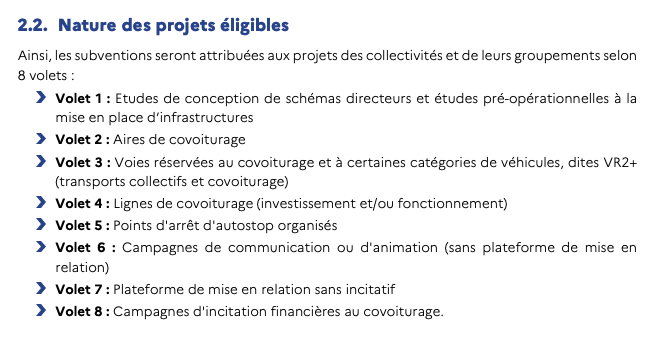 2.2. Nature des projets éligibles
Ainsi, les subventions seront attribuées aux projets des collectivités et de leurs groupements selon
8 volets :
Volet 1 : Etudes de conception de schémas directeurs et études pré-opérationnelles à la
mise en place d'infrastructures
Volet 2 : Aires de covoiturage
Volet 3 : Voies réservées au covoiturage et à certaines catégories de véhicules, dites VR2+
(transports collectifs et covoiturage)
Volet 4 : Lignes de covoiturage (investissement et/ou fonctionnement)
Volet 5 : Points d'arrêt d'autostop organisés
Volet 6 : Campagnes de communication ou d'animation (sans plateforme de mise en
relation)
Volet 7 : Plateforme de mise en relation sans incitatif
Volet 8 : Campagnes d'incitation financières au covoiturage.